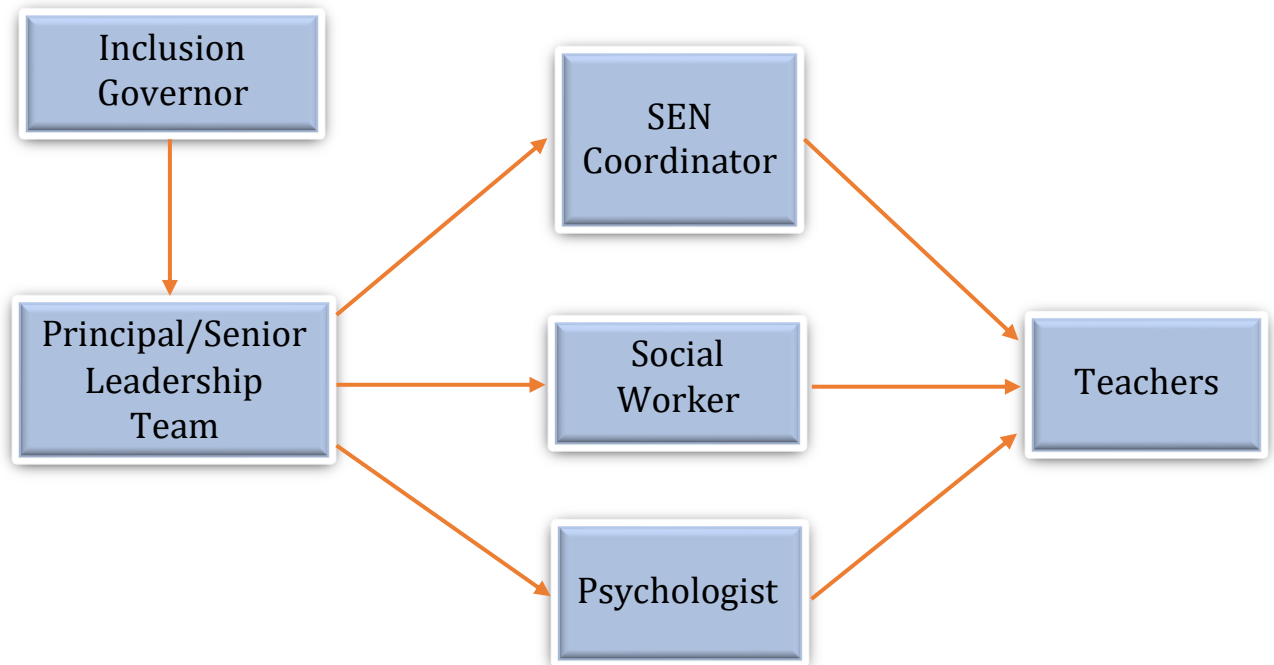 Inclusion
Governor
SEN
Coordinator
Principal/Senior
Leadership
Team
Social
Worker
Teachers
Psychologist